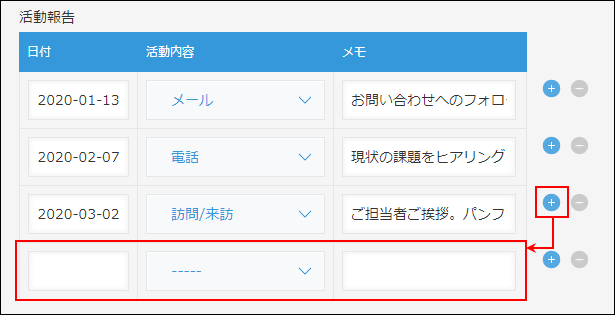 活動報告
日付 活動内容 メモ
2020-01-13 メール お問い合わせへのフォロ
2020-02-07 電話 現状の課題をヒアリング
2020-03-02 訪問/来訪 ご担当者ご挨拶。パンフ
-----